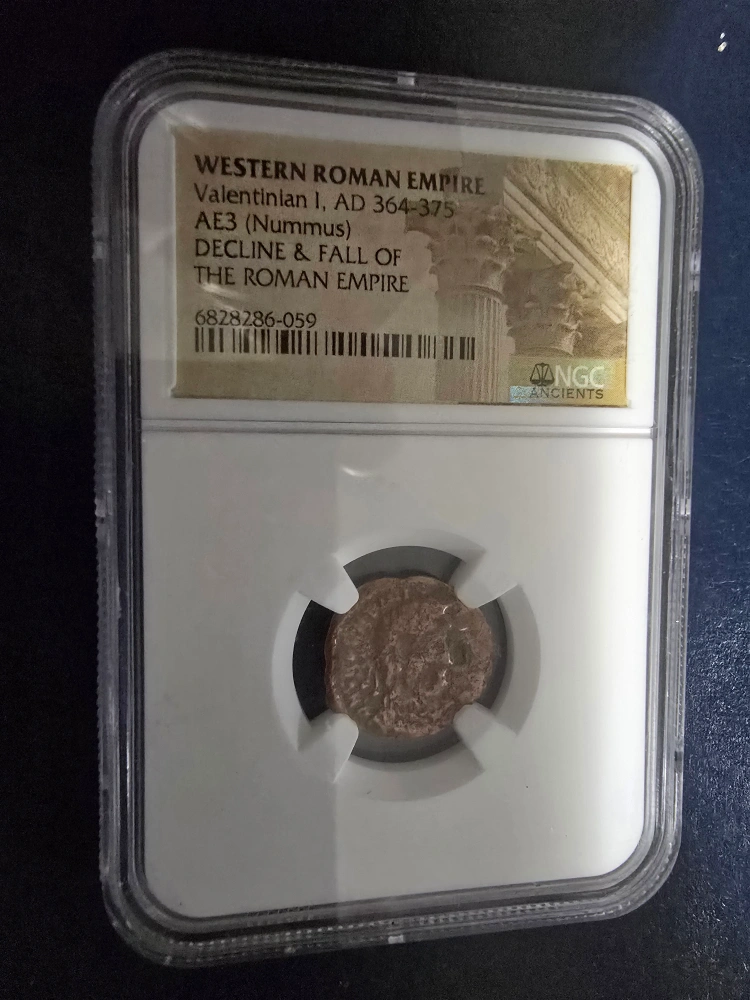 WESTERN ROMAN EMPIRE
Valentinian I, AD 364-375
AE3 (Nummus)
DECLINE & FALL OF
THE ROMAN EMPIRE
6828286-059
NGC
ANCIENTS